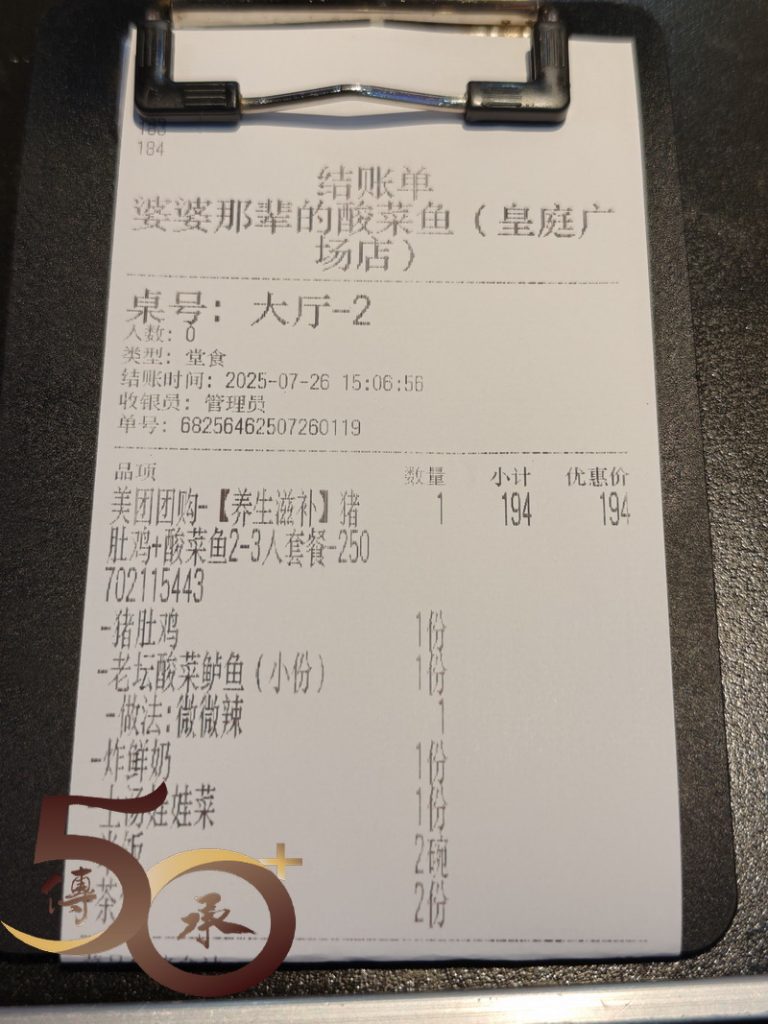 184
结账单
婆婆那辈的酸菜鱼（皇庭广
场店）
桌号：大厅-2
人数：0
类型：堂食
结账时间：2025-07-26 15:06:56
收银员：管理员
单号：68256462507260119
品项 数量 小计 优惠价
美团团购-【养生滋补】猪 1 194 194
肚鸡+酸菜鱼2-3人套餐-250
702115443
-猪肚鸡 1份
-老坛酸菜鲈鱼（小份） 1份
-做法:微微辣 1
-炸鲜奶 1份
上汤娃娃菜 1份
米饭 2碗
茶 2份
50+
傳
承